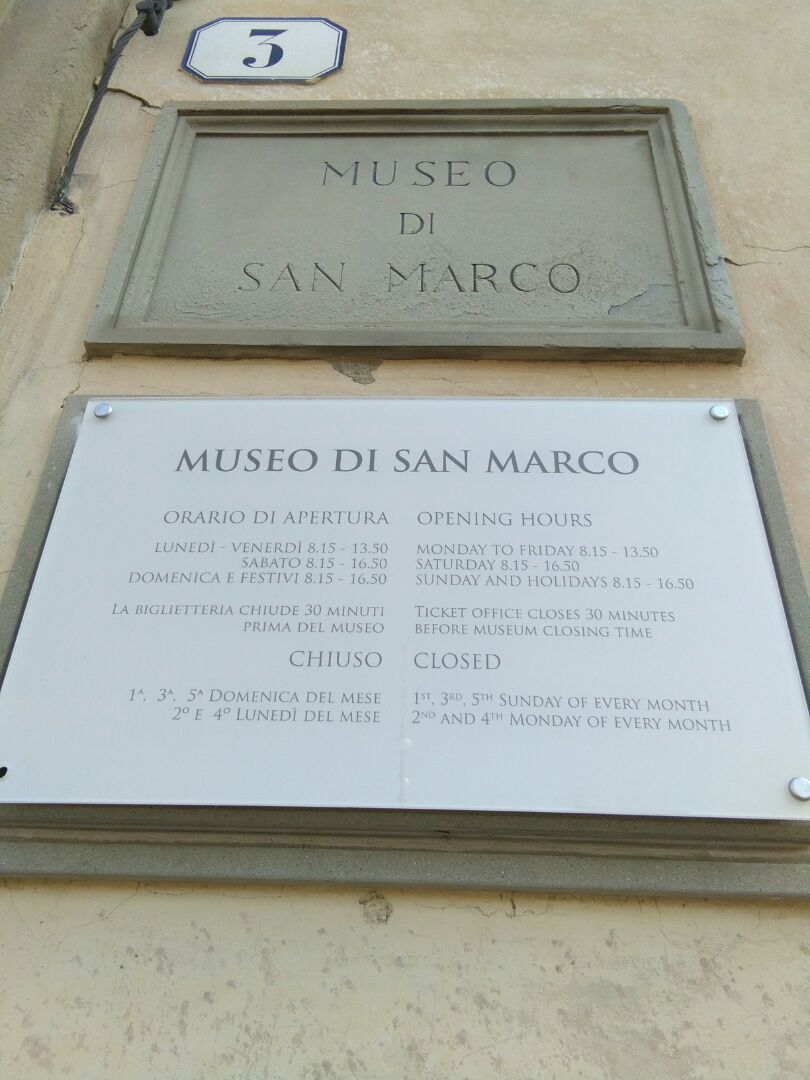 3
MUSEO
DI
SAN MARCO
MUSEO DI SAN MARCO
ORARIO DI APERTURA
LUNEDÌ - VENERDÌ 8.15 - 13.50
SABATO 8.15 - 16.50
DOMENICA E FESTIVI 8.15 - 16.50
LA BIGLIETTERIA CHIUDE 30 MINUTI
PRIMA DEL MUSEO
CHIUSO
1ᴬ, 3ᴬ, 5ᴬ DOMENICA DEL MESE
2º E 4º LUNEDÌ DEL MESE
OPENING HOURS
MONDAY TO FRIDAY 8.15 - 13.50
SATURDAY 8.15 - 16.50
SUNDAY AND HOLIDAYS 8.15 - 16.50
TICKET OFFICE CLOSES 30 MINUTES
BEFORE MUSEUM CLOSING TIME
CLOSED
1ST, 3RD, 5TH SUNDAY OF EVERY MONTH
2ND AND 4TH MONDAY OF EVERY MONTH